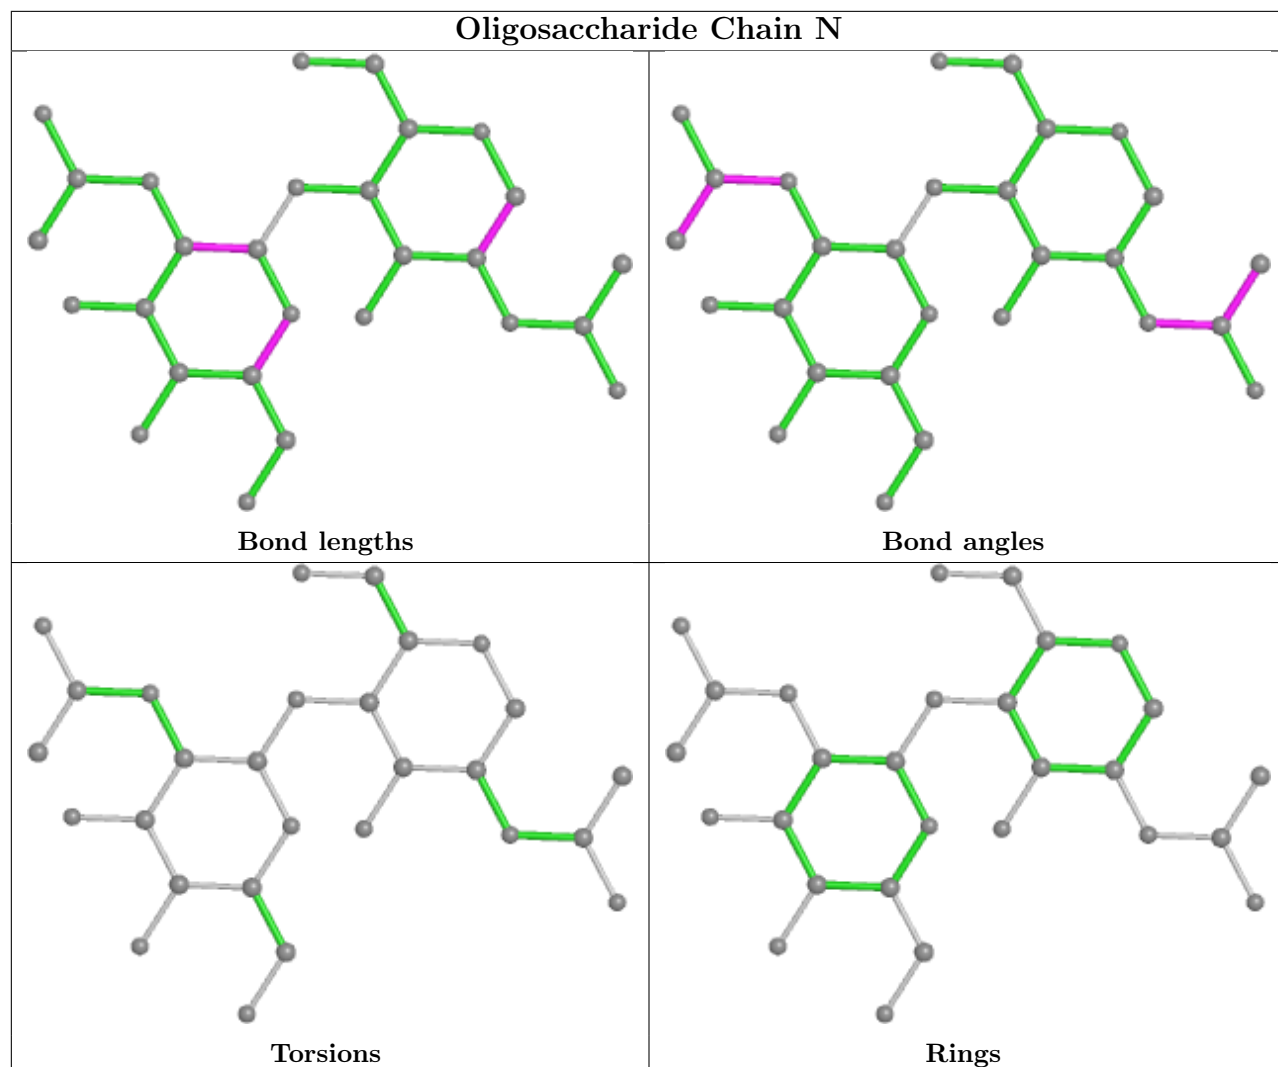 Oligosaccharide Chain N
Bond lengths
Bond angles
Torsions
Rings